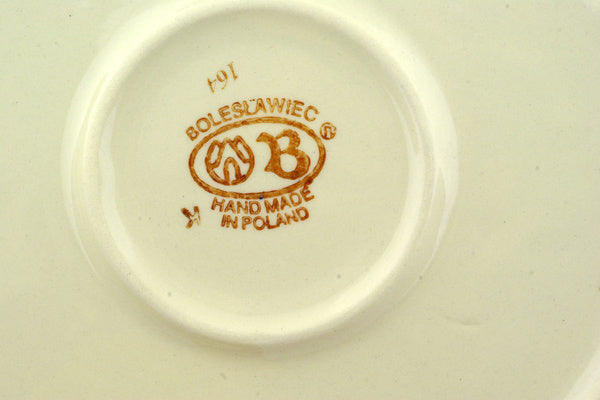 164
BOLESŁAWIEC ®
B
HAND MADE
IN POLAND
K